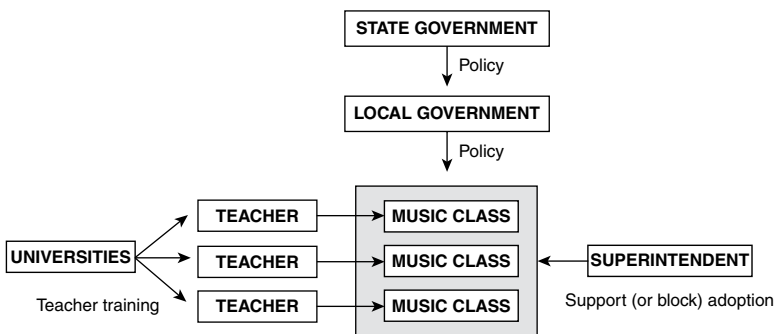 STATE GOVERNMENT
Policy
LOCAL GOVERNMENT
Policy
TEACHER
MUSIC CLASS
UNIVERSITIES
TEACHER
MUSIC CLASS
SUPERINTENDENT
Teacher training
TEACHER
MUSIC CLASS
Support (or block) adoption